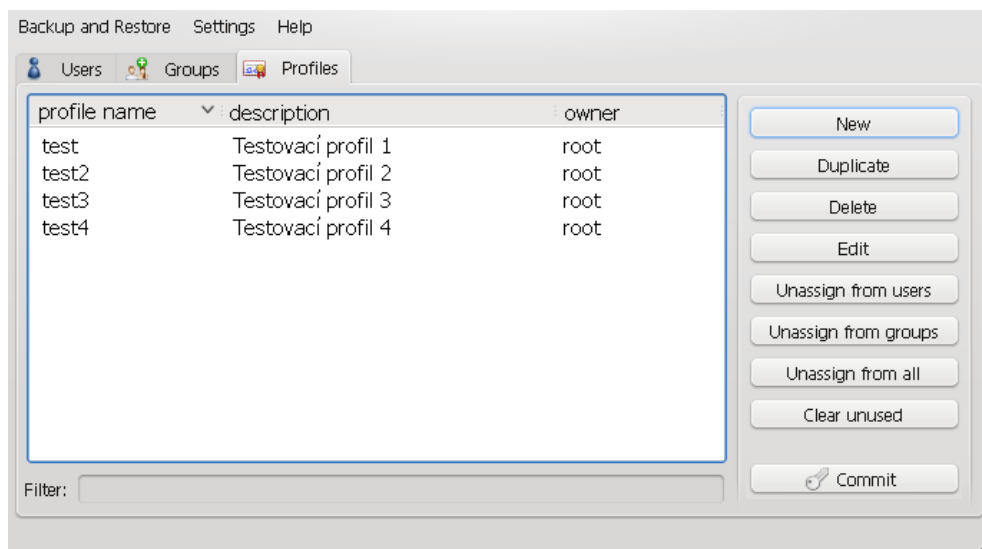 Backup and Restore Settings Help
Users Groups Profiles
profile name description owner
test Testovací profil 1 root
test2 Testovací profil 2 root
test3 Testovací profil 3 root
test4 Testovací profil 4 root
New
Duplicate
Delete
Edit
Unassign from users
Unassign from groups
Unassign from all
Clear unused
Filter:
Commit